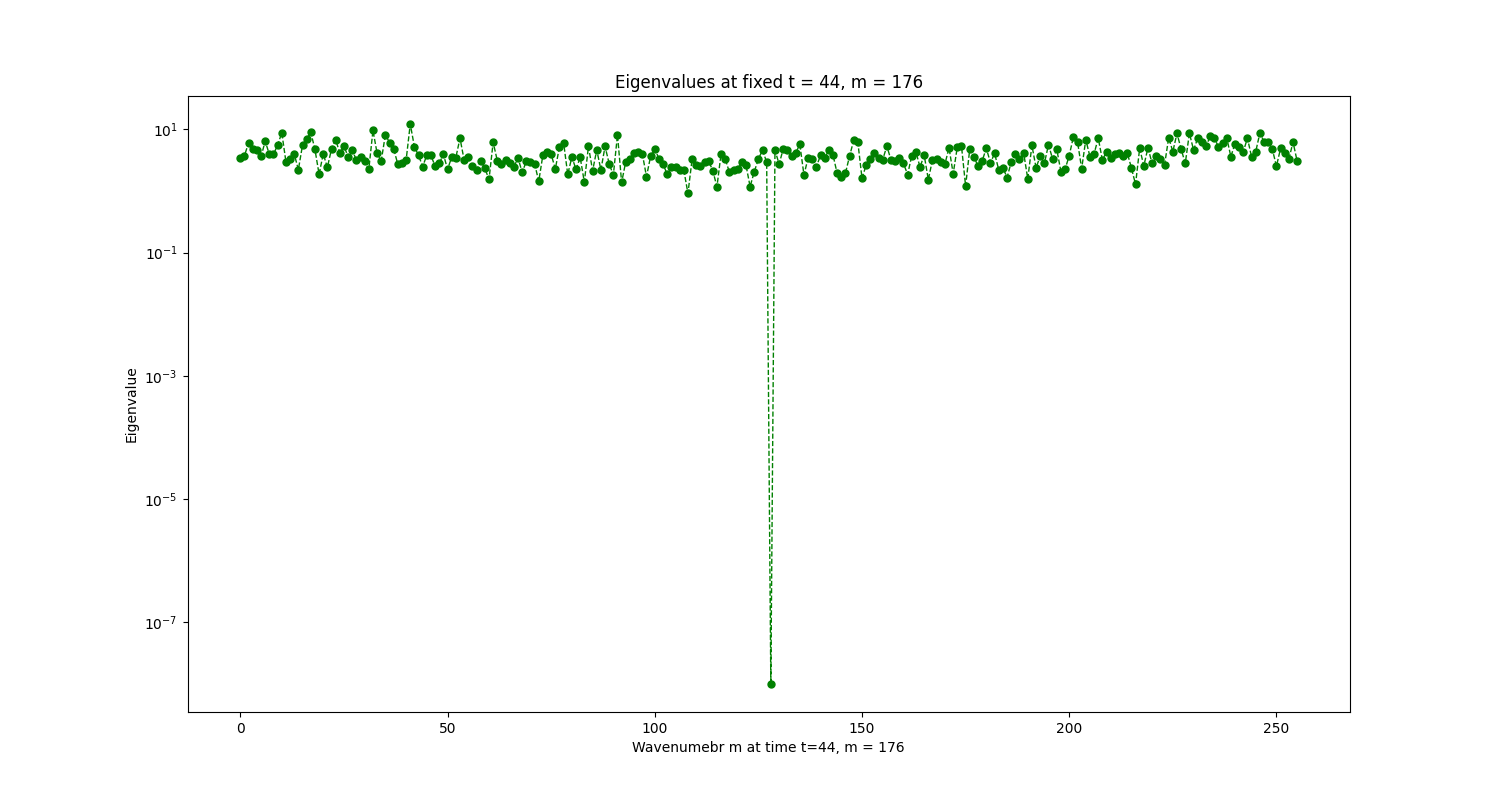 Eigenvalues at fixed t = 44, m = 176
10^1
10^−1
10^−3
10^−5
10^−7
Eigenvalue
0 50 100 150 200 250
Wavenumebr m at time t=44, m = 176